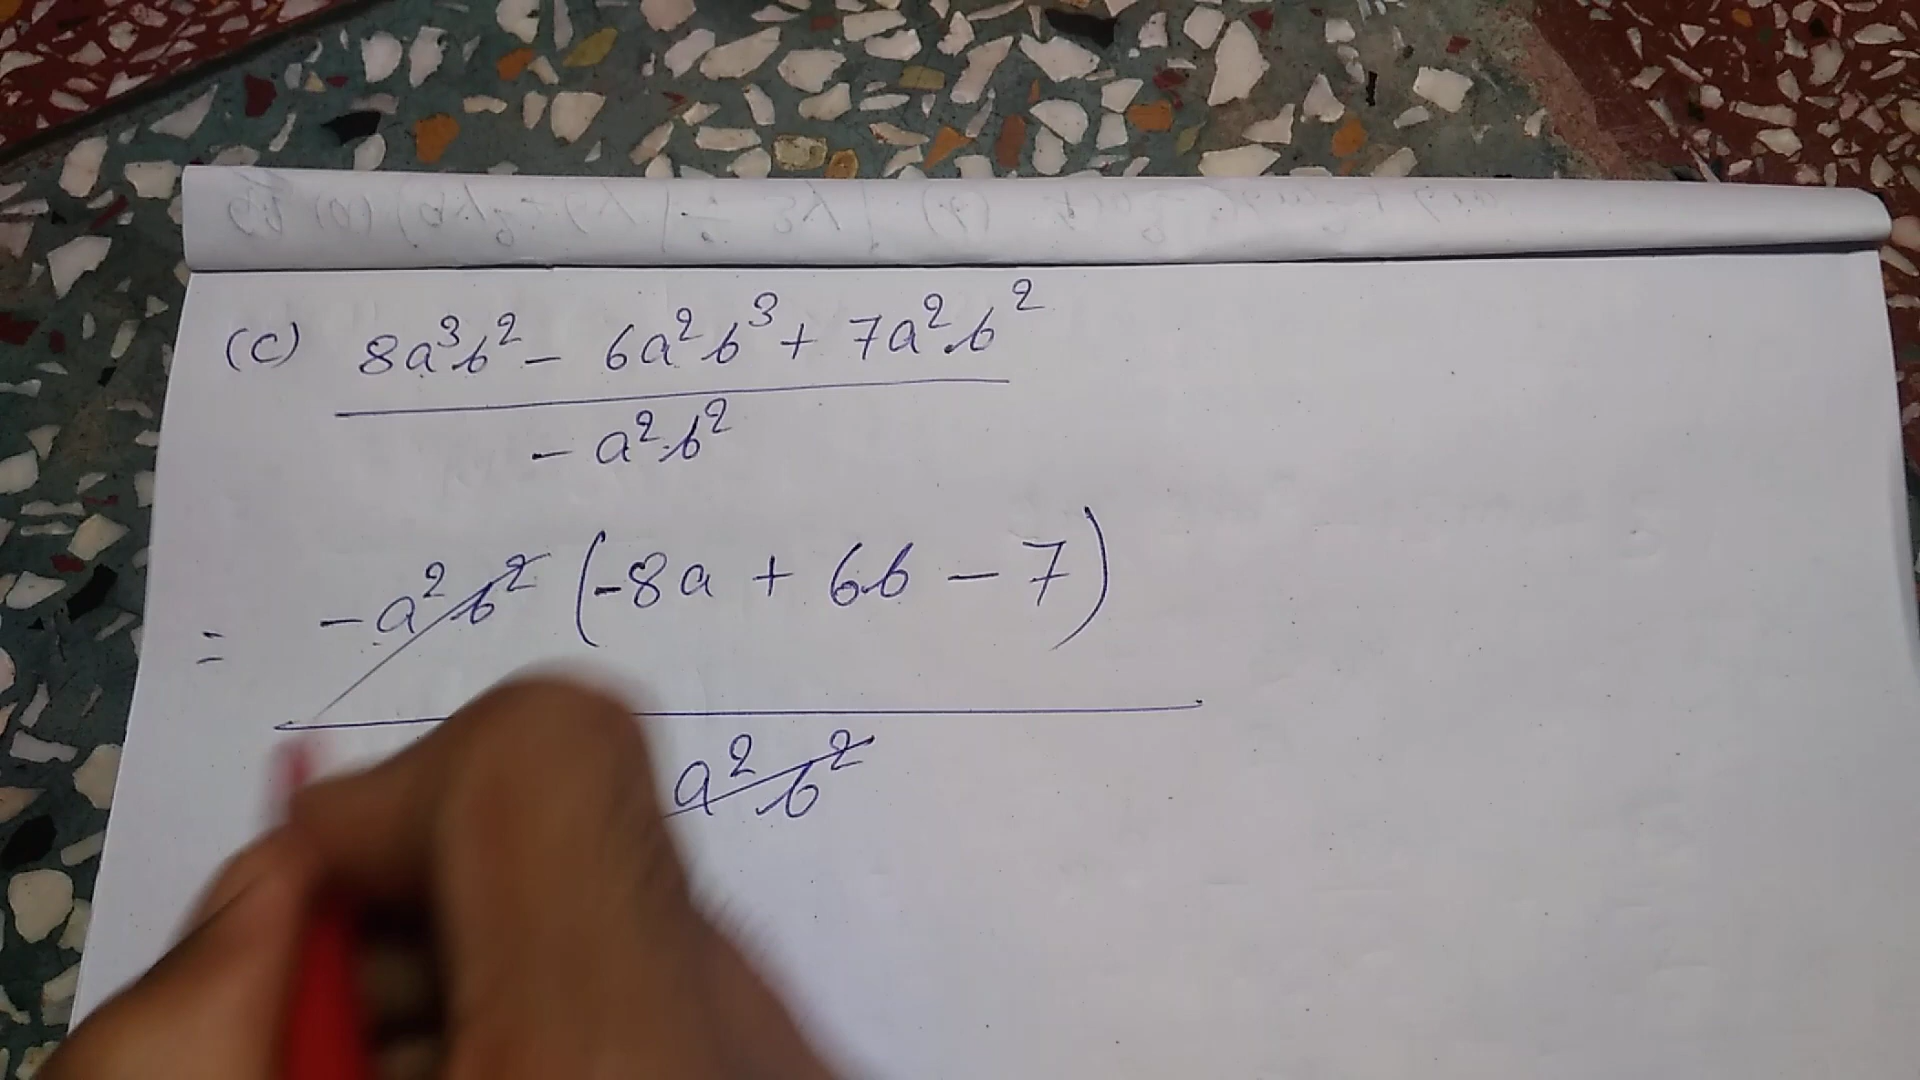 (c) 8a³b² - 6a²b³ + 7a²b²
- a²b²
= -a²b² (-8a + 6b - 7)
a²b²